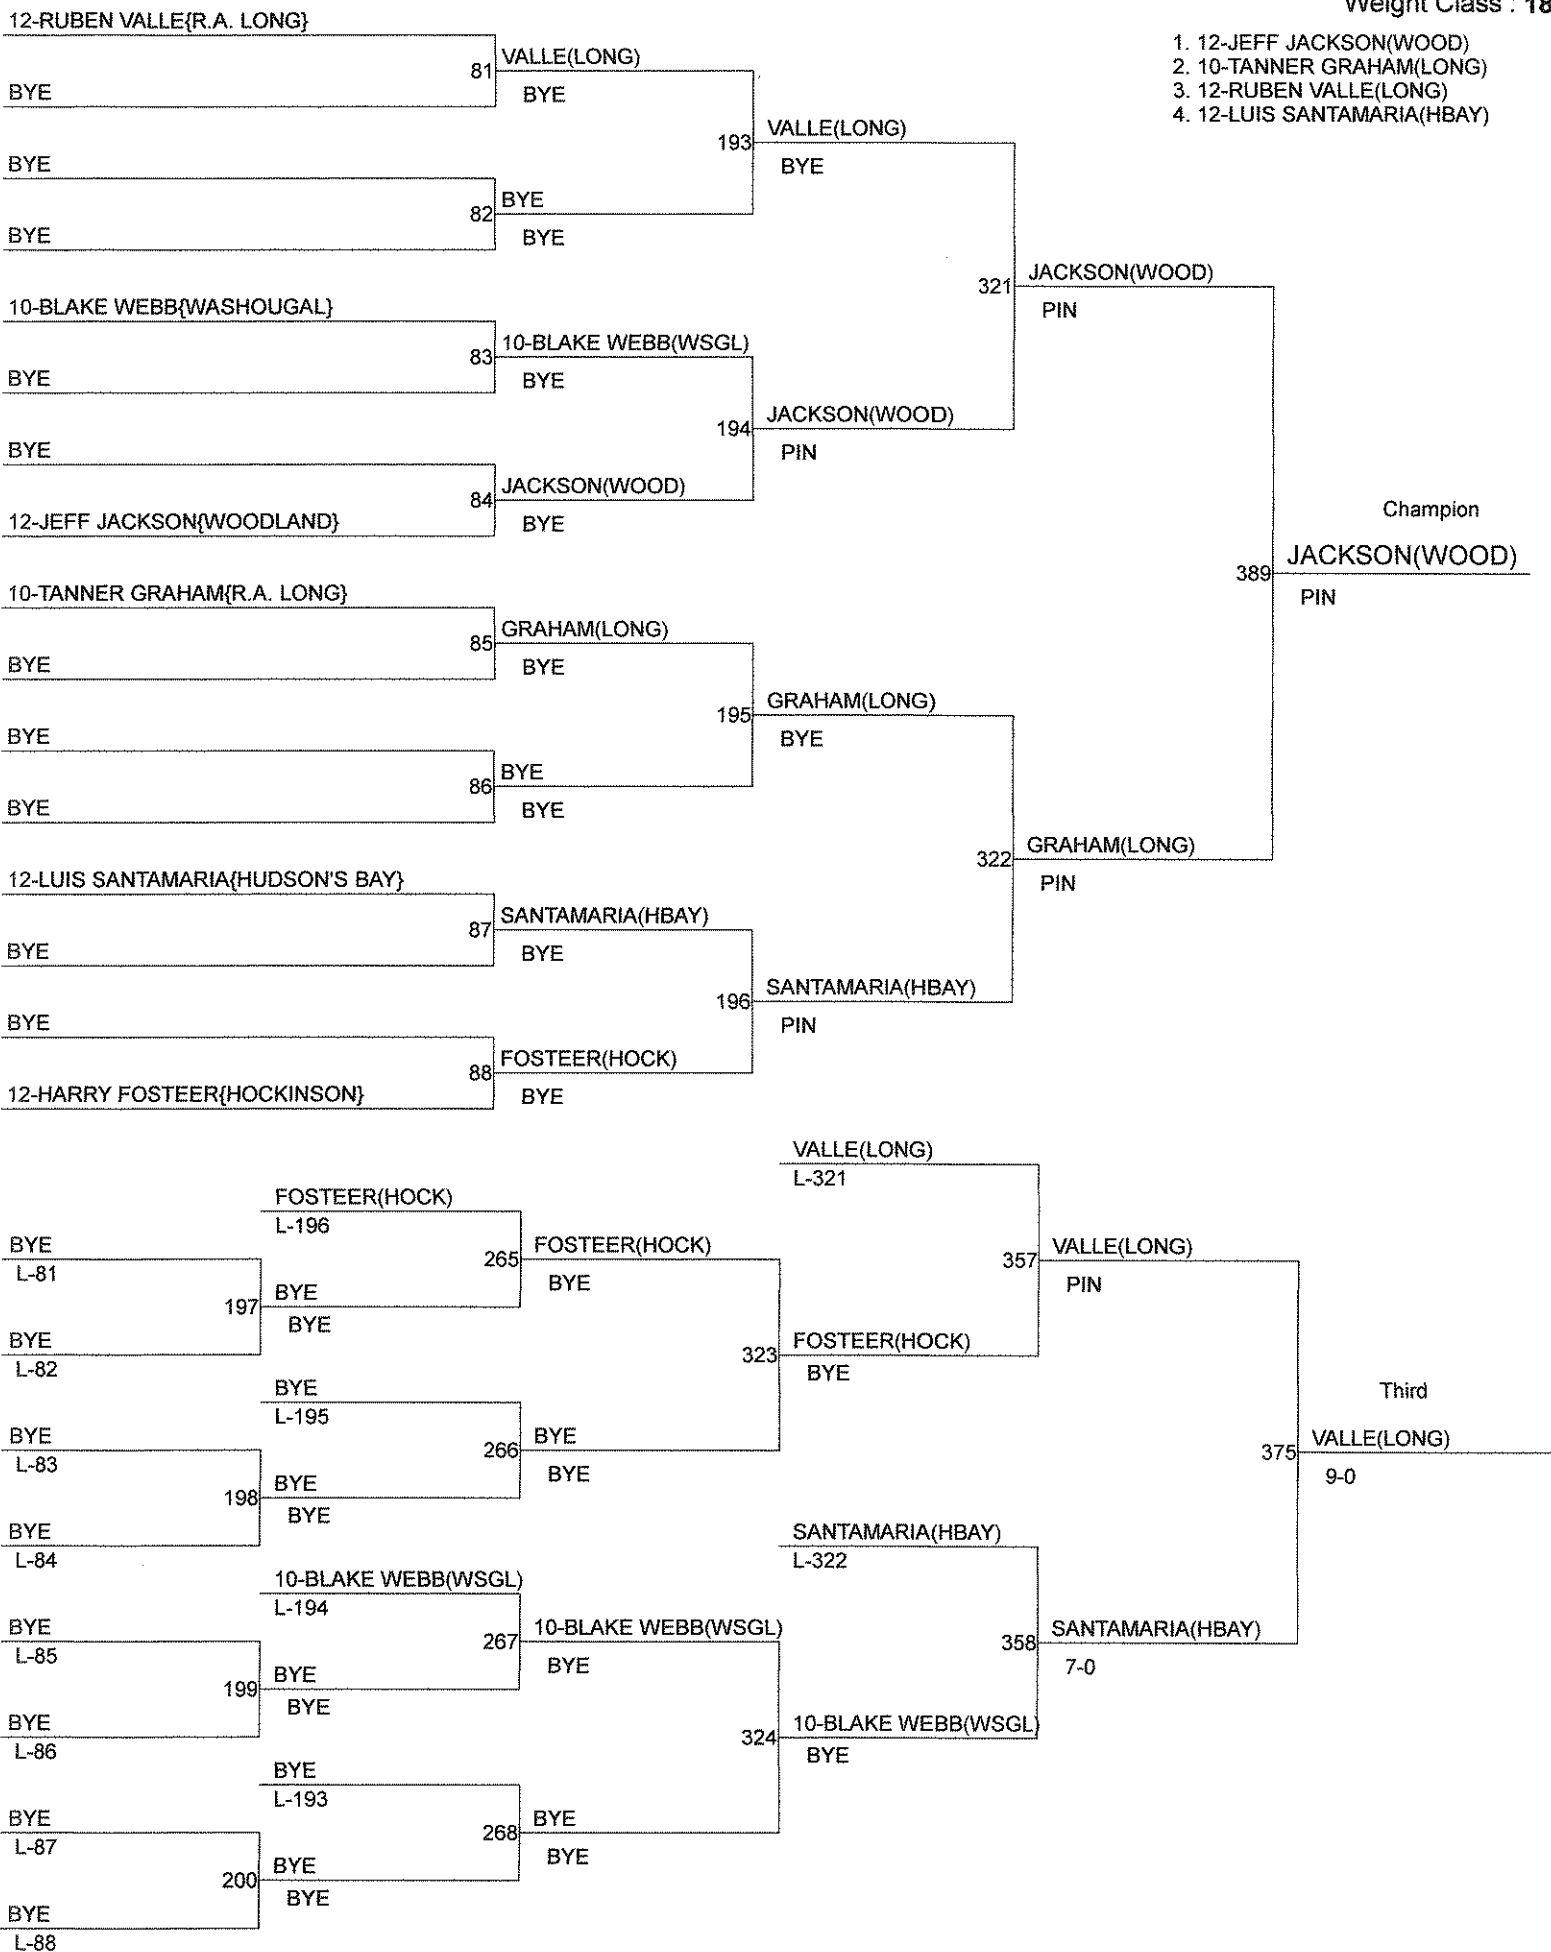 Weight Class : 18
1. 12-JEFF JACKSON(WOOD)
2. 10-TANNER GRAHAM(LONG)
3. 12-RUBEN VALLE(LONG)
4. 12-LUIS SANTAMARIA(HBAY)
12-RUBEN VALLE{R.A. LONG}
81 VALLE(LONG)
BYE
BYE
193 VALLE(LONG)
BYE
BYE
82 BYE
BYE
BYE
321 JACKSON(WOOD)
PIN
10-BLAKE WEBB{WASHOUGAL}
83 10-BLAKE WEBB(WSGL)
BYE
BYE
194 JACKSON(WOOD)
PIN
BYE
84 JACKSON(WOOD)
BYE
12-JEFF JACKSON{WOODLAND}
Champion
389 JACKSON(WOOD)
PIN
10-TANNER GRAHAM{R.A. LONG}
85 GRAHAM(LONG)
BYE
BYE
195 GRAHAM(LONG)
BYE
BYE
86 BYE
BYE
BYE
322 GRAHAM(LONG)
PIN
12-LUIS SANTAMARIA{HUDSON'S BAY}
87 SANTAMARIA(HBAY)
BYE
BYE
196 SANTAMARIA(HBAY)
PIN
BYE
88 FOSTEER(HOCK)
BYE
12-HARRY FOSTEER{HOCKINSON}
VALLE(LONG)
L-321
FOSTEER(HOCK)
L-196
265 FOSTEER(HOCK)
BYE
BYE
L-81
197 BYE
BYE
BYE
L-82
357 VALLE(LONG)
PIN
323 FOSTEER(HOCK)
BYE
BYE
L-195
266 BYE
BYE
BYE
L-83
198 BYE
BYE
BYE
L-84
Third
375 VALLE(LONG)
9-0
SANTAMARIA(HBAY)
L-322
10-BLAKE WEBB(WSGL)
L-194
267 10-BLAKE WEBB(WSGL)
BYE
BYE
L-85
199 BYE
BYE
BYE
L-86
358 SANTAMARIA(HBAY)
7-0
324 10-BLAKE WEBB(WSGL)
BYE
BYE
L-193
268 BYE
BYE
BYE
L-87
200 BYE
BYE
BYE
L-88